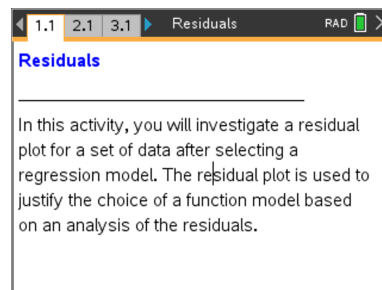 1.1 2.1 3.1 Residuals RAD
Residuals
In this activity, you will investigate a residual
plot for a set of data after selecting a
regression model. The residual plot is used to
justify the choice of a function model based
on an analysis of the residuals.